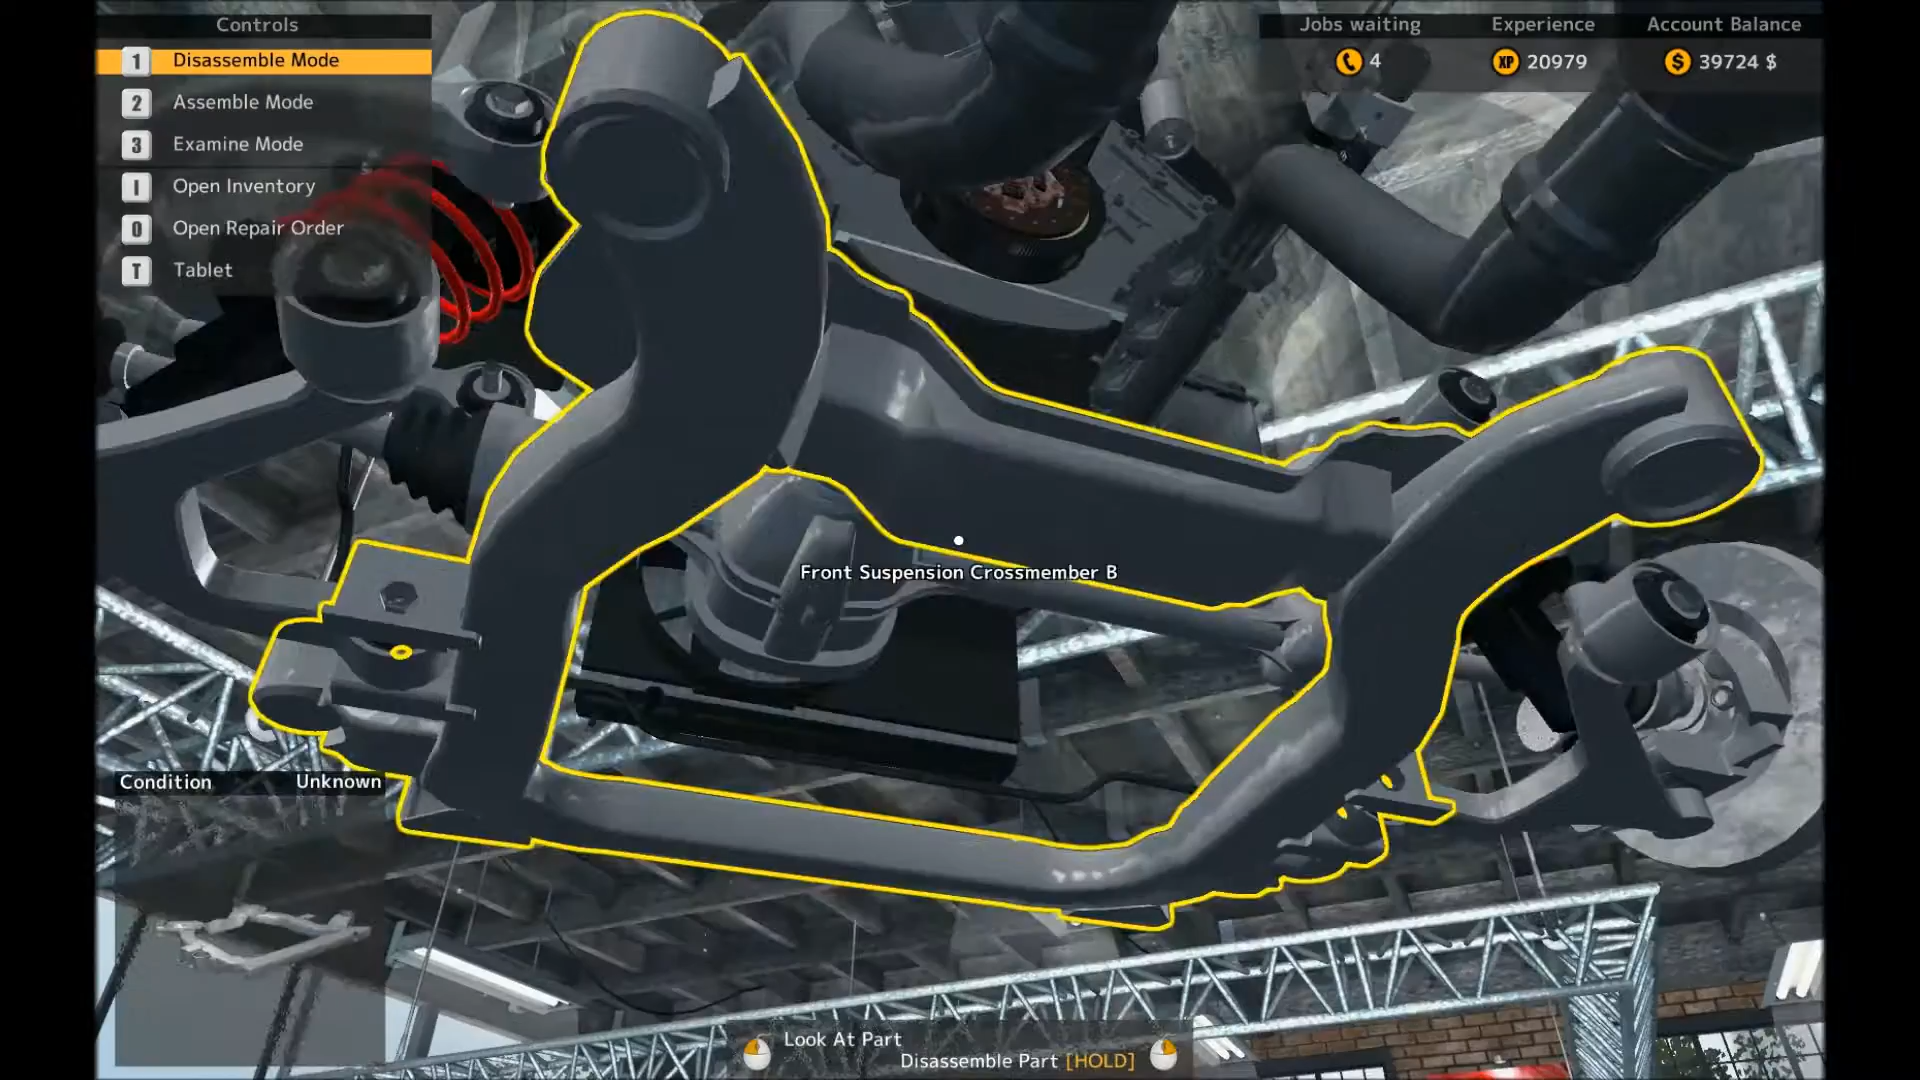 Controls
1 Disassemble Mode
2 Assemble Mode
3 Examine Mode
I Open Inventory
O Open Repair Order
T Tablet
Jobs waiting
4
Experience
XP 20979
Account Balance
$ 39724 $
Front Suspension Crossmember B
Condition Unknown
Look At Part
Disassemble Part [HOLD]